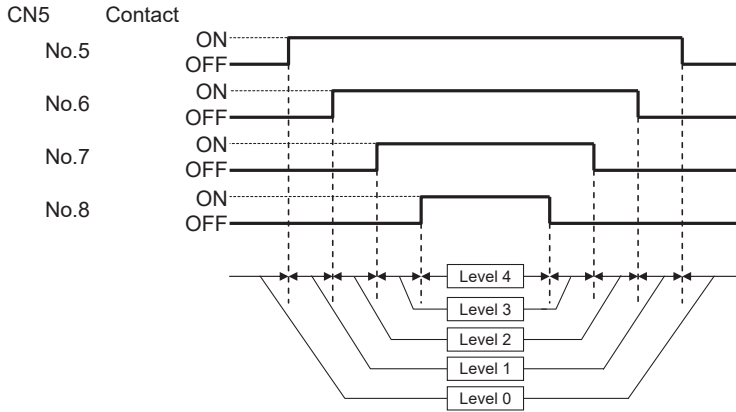 CN5 Contact
No.5 ON
OFF
No.6 ON
OFF
No.7 ON
OFF
No.8 ON
OFF
Level 4
Level 3
Level 2
Level 1
Level 0